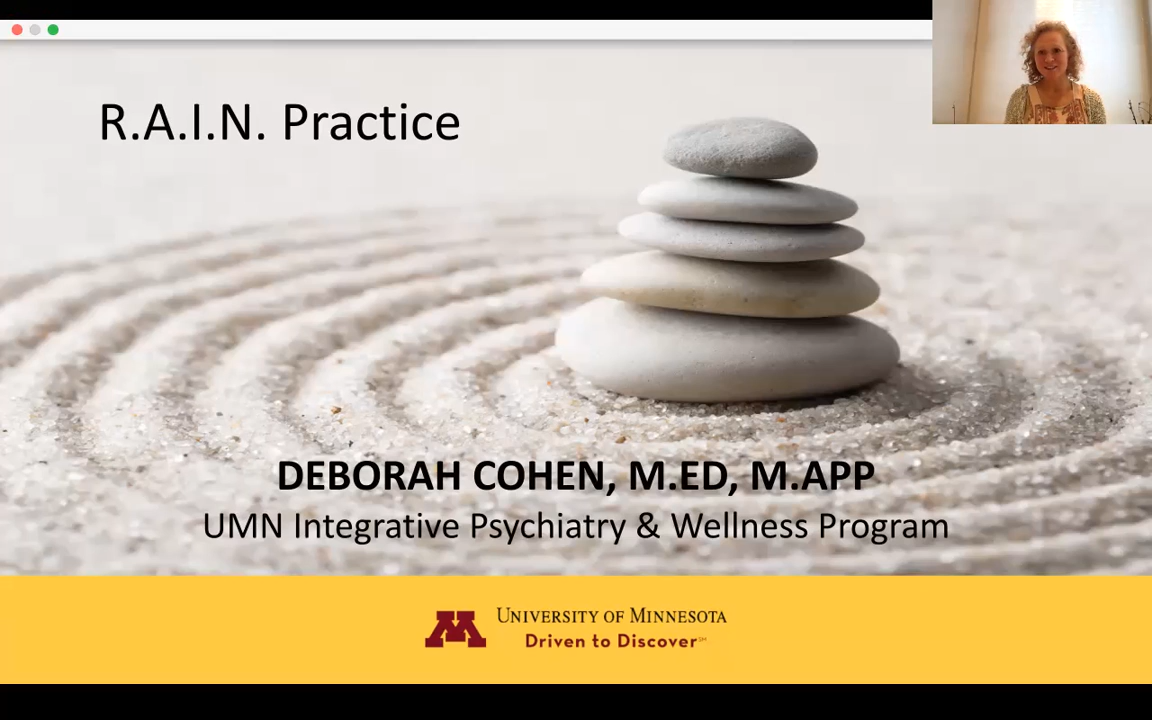 R.A.I.N. Practice
DEBORAH COHEN, M.ED, M.APP
UMN Integrative Psychiatry & Wellness Program
UNIVERSITY OF MINNESOTA
Driven to Discover℠